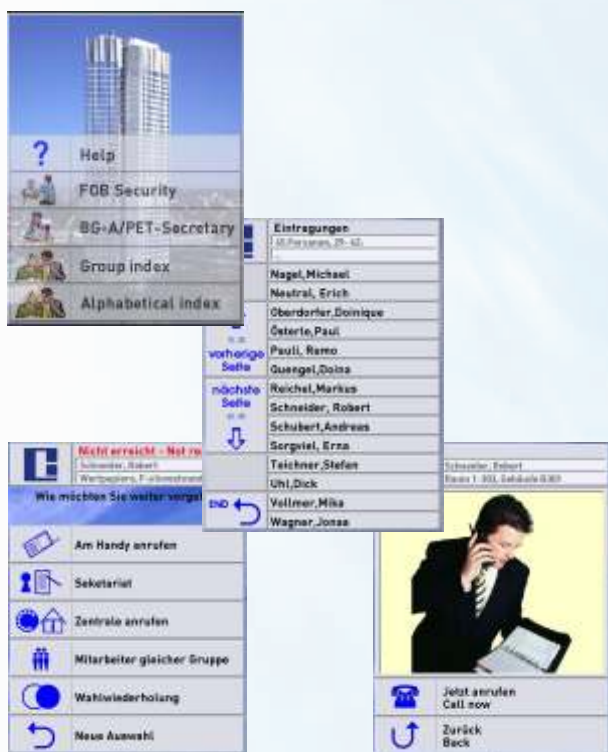 Help
FOB Security
BG-A/PET-Secretary
Group index
Alphabetical index
Eintragungen
Nagel,Michael
Neutral, Erich
Oberdorfer,Doinique
Österle,Paul
Pauli, Remo
Quengel,Doina
Reichel,Markus
Schneider, Robert
Schubert,Andreas
Sorgviel, Erna
Teichner,Stefan
Uhl,Dick
Vollmer,Mika
Wagner,Jonas
vorherige
Seite
nächste
Seite
END
Nicht erreicht - Not
Schneider, Robert
Wie möchten Sie weiter
Am Handy anrufen
Seketariat
Zentrale anrufen
Mitarbeiter gleicher Gruppe
Wahlwiederholung
Neue Auswahl
Schneider, Robert
Jetzt anrufen
Call now
Zurück
Back